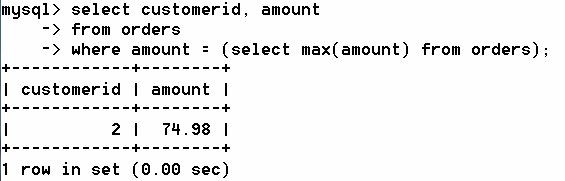 mysql> select customerid, amount
    -> from orders
    -> where amount = (select max(amount) from orders);
+------------+--------+
| customerid | amount |
+------------+--------+
|          2 |  74.98 |
+------------+--------+
1 row in set (0.00 sec)